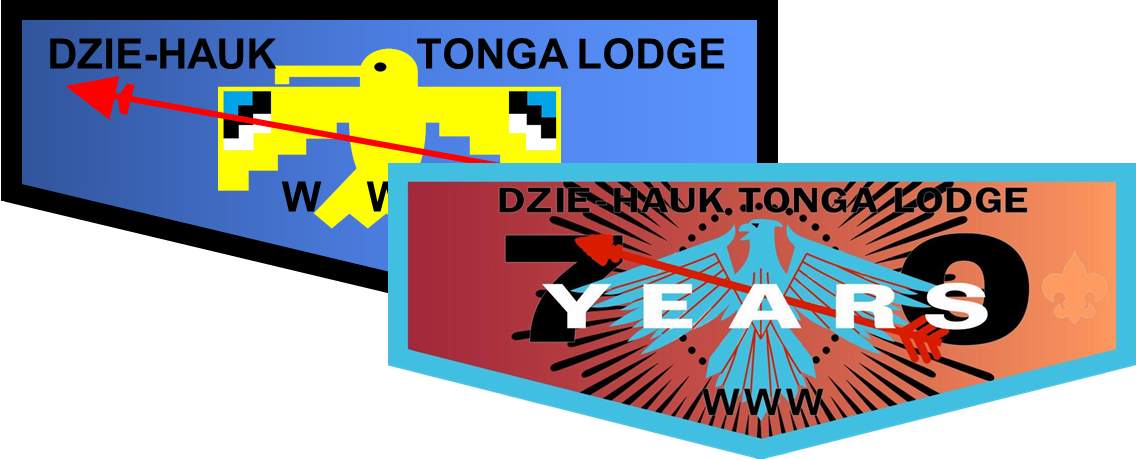 DZIE-HAUK TONGA LODGE
W W
DZIE-HAUK TONGA LODGE
70
YEARS
WWW